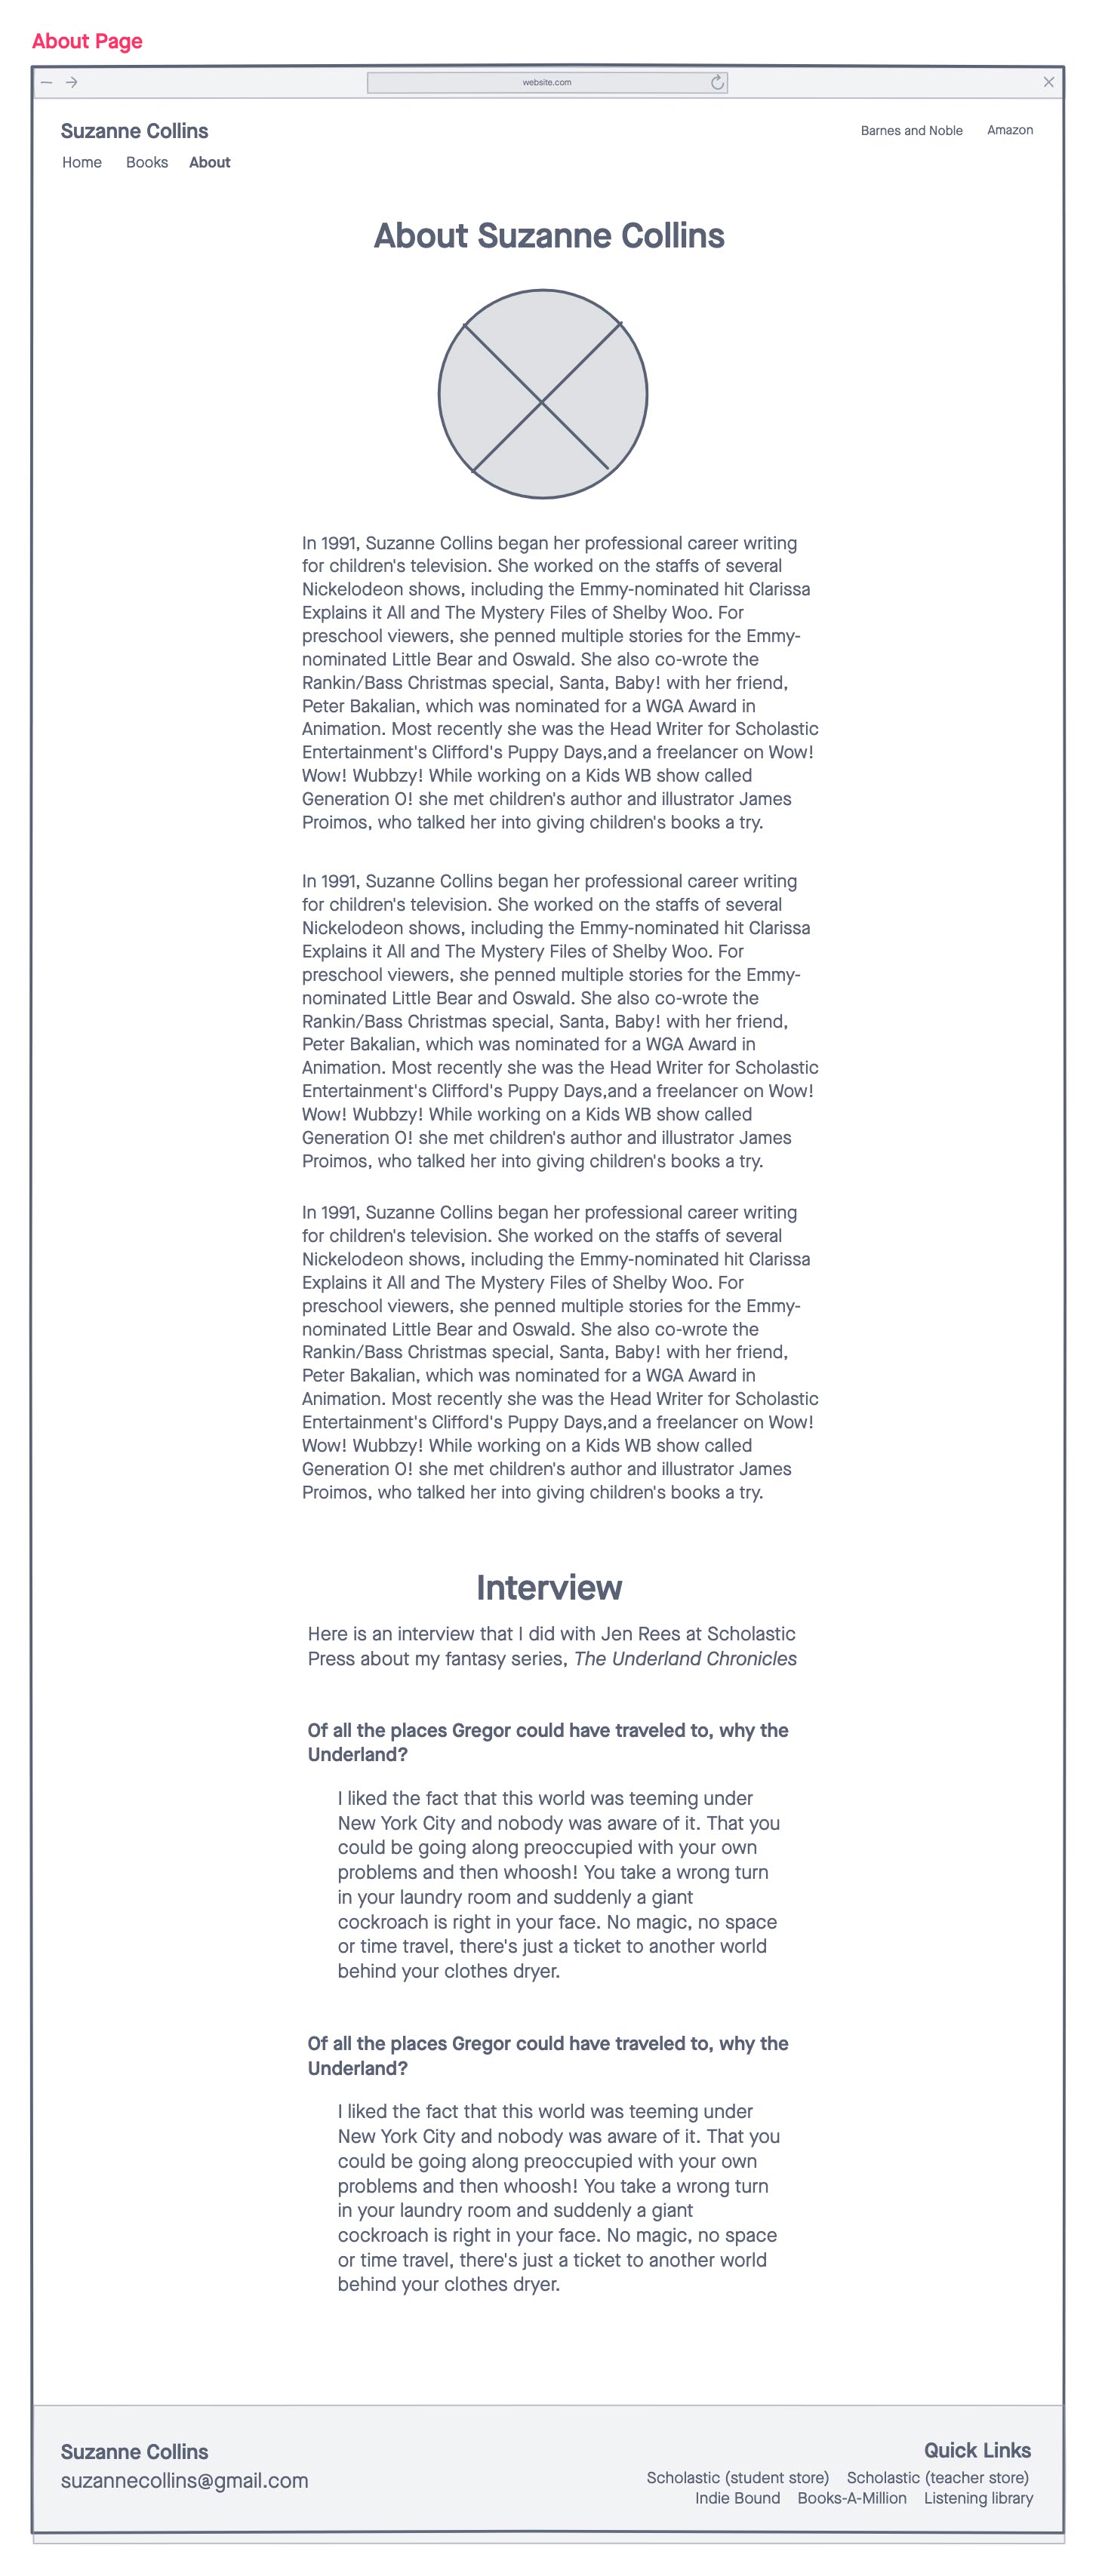 About Page
website.com
Suzanne Collins
Barnes and Noble Amazon
Home Books About
About Suzanne Collins
In 1991, Suzanne Collins began her professional career writing
for children's television. She worked on the staffs of several
Nickelodeon shows, including the Emmy-nominated hit Clarissa
Explains it All and The Mystery Files of Shelby Woo. For
preschool viewers, she penned multiple stories for the Emmy-
nominated Little Bear and Oswald. She also co-wrote the
Rankin/Bass Christmas special, Santa, Baby! with her friend,
Peter Bakalian, which was nominated for a WGA Award in
Animation. Most recently she was the Head Writer for Scholastic
Entertainment's Clifford's Puppy Days,and a freelancer on Wow!
Wow! Wubbzy! While working on a Kids WB show called
Generation O! she met children's author and illustrator James
Proimos, who talked her into giving children's books a try.
In 1991, Suzanne Collins began her professional career writing
for children's television. She worked on the staffs of several
Nickelodeon shows, including the Emmy-nominated hit Clarissa
Explains it All and The Mystery Files of Shelby Woo. For
preschool viewers, she penned multiple stories for the Emmy-
nominated Little Bear and Oswald. She also co-wrote the
Rankin/Bass Christmas special, Santa, Baby! with her friend,
Peter Bakalian, which was nominated for a WGA Award in
Animation. Most recently she was the Head Writer for Scholastic
Entertainment's Clifford's Puppy Days,and a freelancer on Wow!
Wow! Wubbzy! While working on a Kids WB show called
Generation O! she met children's author and illustrator James
Proimos, who talked her into giving children's books a try.
In 1991, Suzanne Collins began her professional career writing
for children's television. She worked on the staffs of several
Nickelodeon shows, including the Emmy-nominated hit Clarissa
Explains it All and The Mystery Files of Shelby Woo. For
preschool viewers, she penned multiple stories for the Emmy-
nominated Little Bear and Oswald. She also co-wrote the
Rankin/Bass Christmas special, Santa, Baby! with her friend,
Peter Bakalian, which was nominated for a WGA Award in
Animation. Most recently she was the Head Writer for Scholastic
Entertainment's Clifford's Puppy Days,and a freelancer on Wow!
Wow! Wubbzy! While working on a Kids WB show called
Generation O! she met children's author and illustrator James
Proimos, who talked her into giving children's books a try.
Interview
Here is an interview that I did with Jen Rees at Scholastic
Press about my fantasy series, The Underland Chronicles
Of all the places Gregor could have traveled to, why the
Underland?
I liked the fact that this world was teeming under
New York City and nobody was aware of it. That you
could be going along preoccupied with your own
problems and then whoosh! You take a wrong turn
in your laundry room and suddenly a giant
cockroach is right in your face. No magic, no space
or time travel, there's just a ticket to another world
behind your clothes dryer.
Of all the places Gregor could have traveled to, why the
Underland?
I liked the fact that this world was teeming under
New York City and nobody was aware of it. That you
could be going along preoccupied with your own
problems and then whoosh! You take a wrong turn
in your laundry room and suddenly a giant
cockroach is right in your face. No magic, no space
or time travel, there's just a ticket to another world
behind your clothes dryer.
Suzanne Collins
suzannecollins@gmail.com
Quick Links
Scholastic (student store) Scholastic (teacher store)
Indie Bound Books-A-Million Listening library